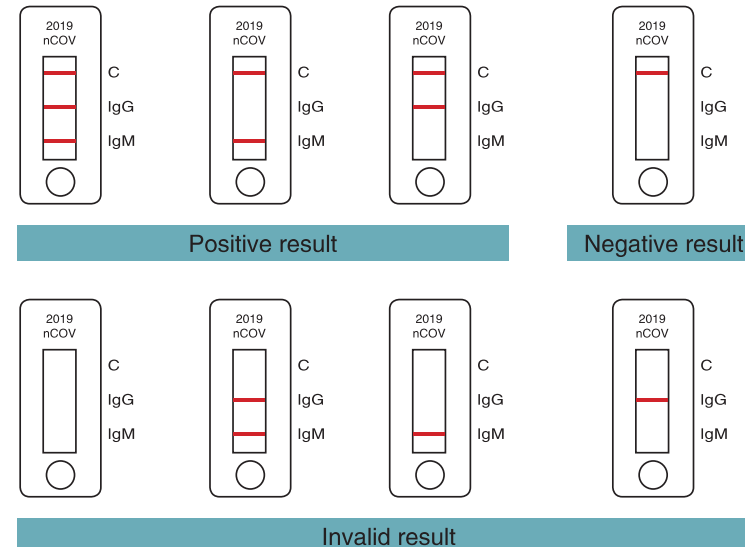 2019
nCOV
C
IgG
IgM
2019
nCOV
C
IgG
IgM
2019
nCOV
C
IgG
IgM
2019
nCOV
C
IgG
IgM
Positive result
Negative result
2019
nCOV
C
IgG
IgM
2019
nCOV
C
IgG
IgM
2019
nCOV
C
IgG
IgM
2019
nCOV
C
IgG
IgM
Invalid result